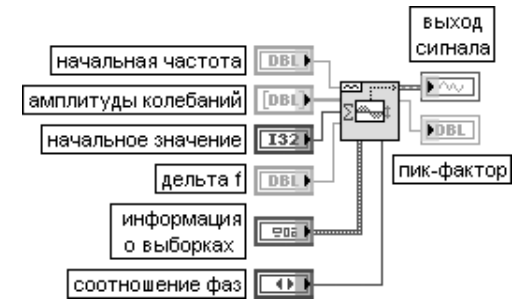 выход
сигнала
начальная частота
DBL
амплитуды колебаний
[DBL]
начальное значение
I32
DBL
дельта f
DBL
пик-фактор
информация
о выборках
соотношение фаз